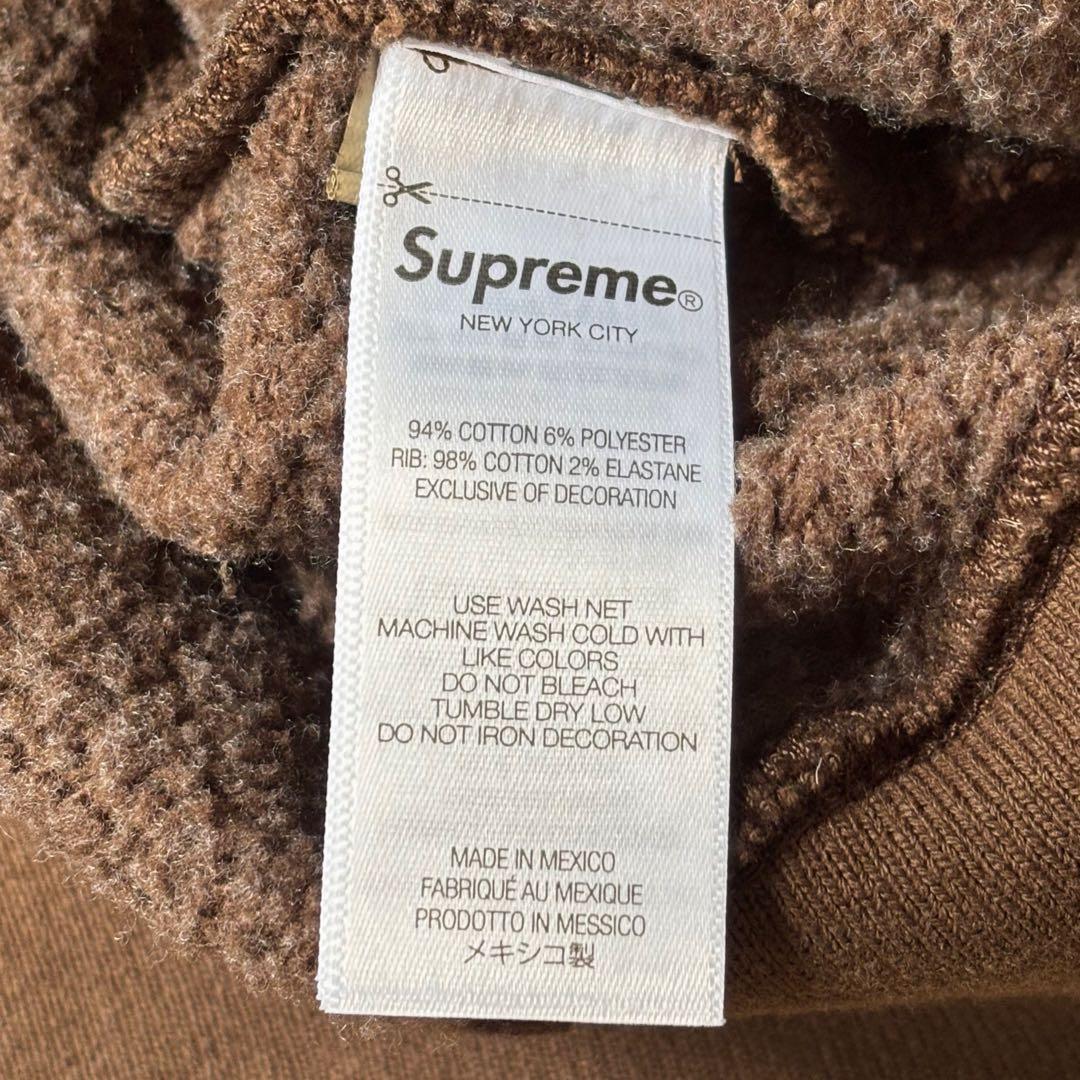 Supreme®
NEW YORK CITY
94% COTTON 6% POLYESTER
RIB: 98% COTTON 2% ELASTANE
EXCLUSIVE OF DECORATION
USE WASH NET
MACHINE WASH COLD WITH
LIKE COLORS
DO NOT BLEACH
TUMBLE DRY LOW
DO NOT IRON DECORATION
MADE IN MEXICO
FABRIQUÉ AU MEXIQUE
PRODOTTO IN MESSICO
メキシコ製